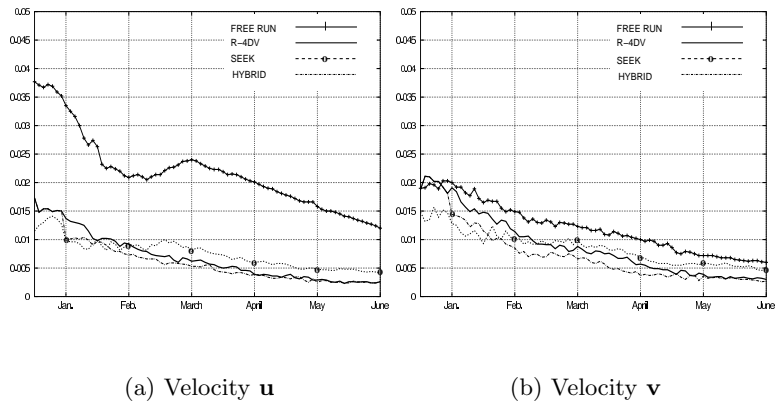 0.05
0.045
0.04
0.035
0.03
0.025
0.02
0.015
0.01
0.005
0
Jan. Feb. March April May June
FREE RUN
R-4DV
SEEK
HYBRID
(a) Velocity u
0.05
0.045
0.04
0.035
0.03
0.025
0.02
0.015
0.01
0.005
0
Jan. Feb. March April May June
FREE RUN
R-4DV
SEEK
HYBRID
(b) Velocity v